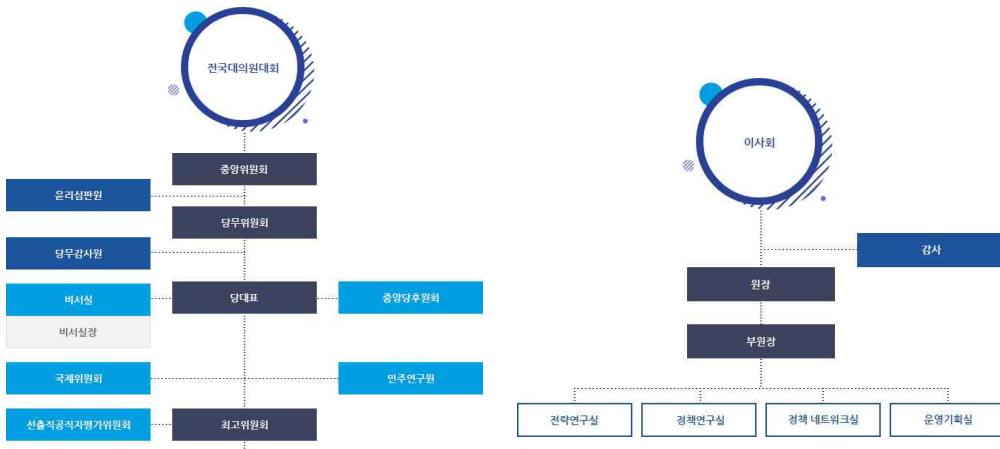 전국대의원대회
중앙위원회
윤리심판원
당무위원회
당무감사원
비서실
당대표
중앙당후원회
비서실장
국제위원회
민주연구원
선출직공직자평가위원회
최고위원회
이사회
감사
원장
부원장
전략연구실
정책연구실
정책 네트워크실
운영기획실